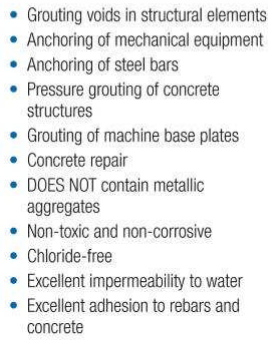 • Grouting voids in structural elements
• Anchoring of mechanical equipment
• Anchoring of steel bars
• Pressure grouting of concrete
structures
• Grouting of machine base plates
• Concrete repair
• DOES NOT contain metallic
aggregates
• Non-toxic and non-corrosive
• Chloride-free
• Excellent impermeability to water
• Excellent adhesion to rebars and
concrete